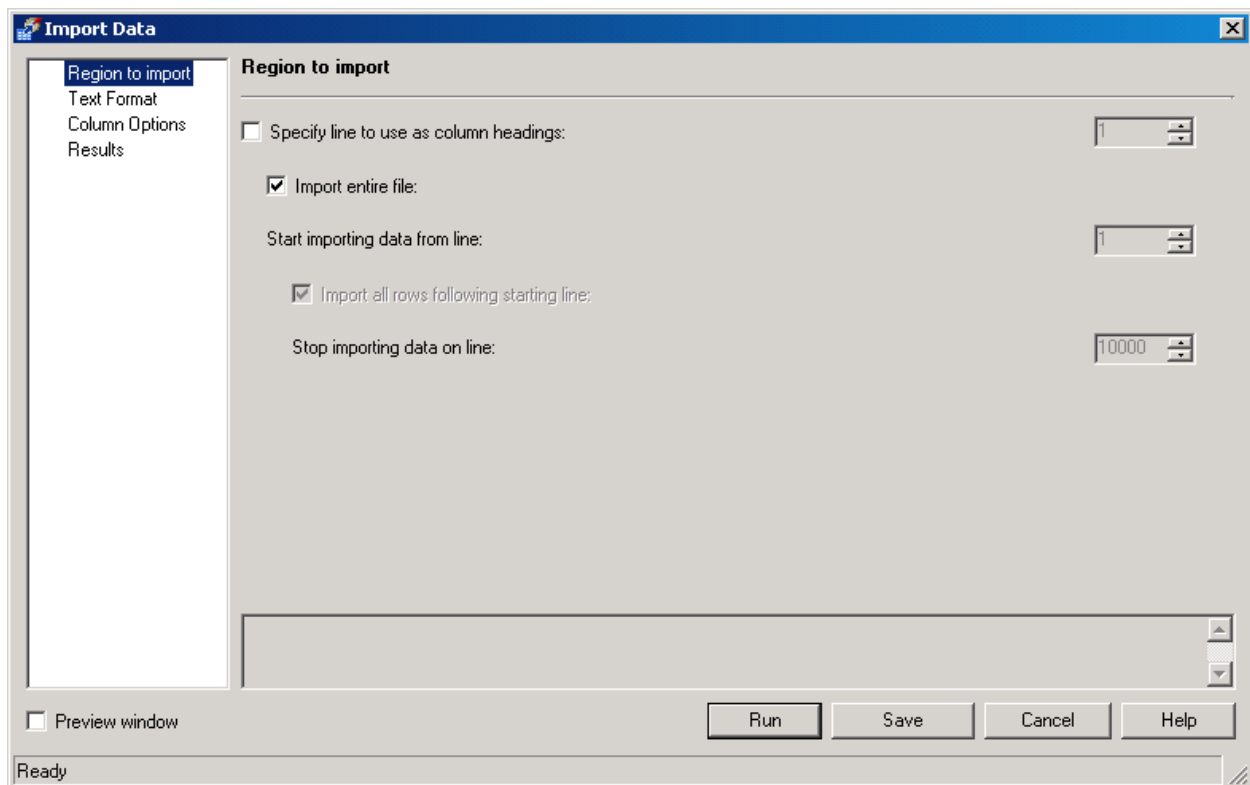 Import Data
Region to import
Text Format
Column Options
Results
Region to import
Specify line to use as column headings:
1
Import entire file:
Start importing data from line:
1
Import all rows following starting line:
Stop importing data on line:
10000
Preview window
Run
Save
Cancel
Help
Ready